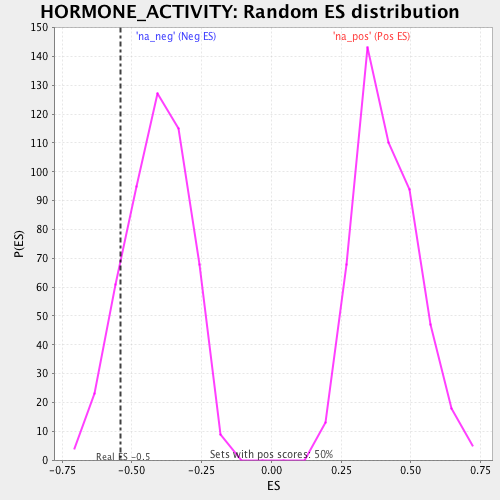 HORMONE_ACTIVITY: Random ES distribution
'na_neg' (Neg ES)
'na_pos' (Pos ES)
150
140
130
120
110
100
90
80
70
60
50
40
30
20
10
0
P(ES)
Real ES -0.5
Sets with pos scores: 50%
-0.75 -0.50 -0.25 0.00 0.25 0.50 0.75
ES